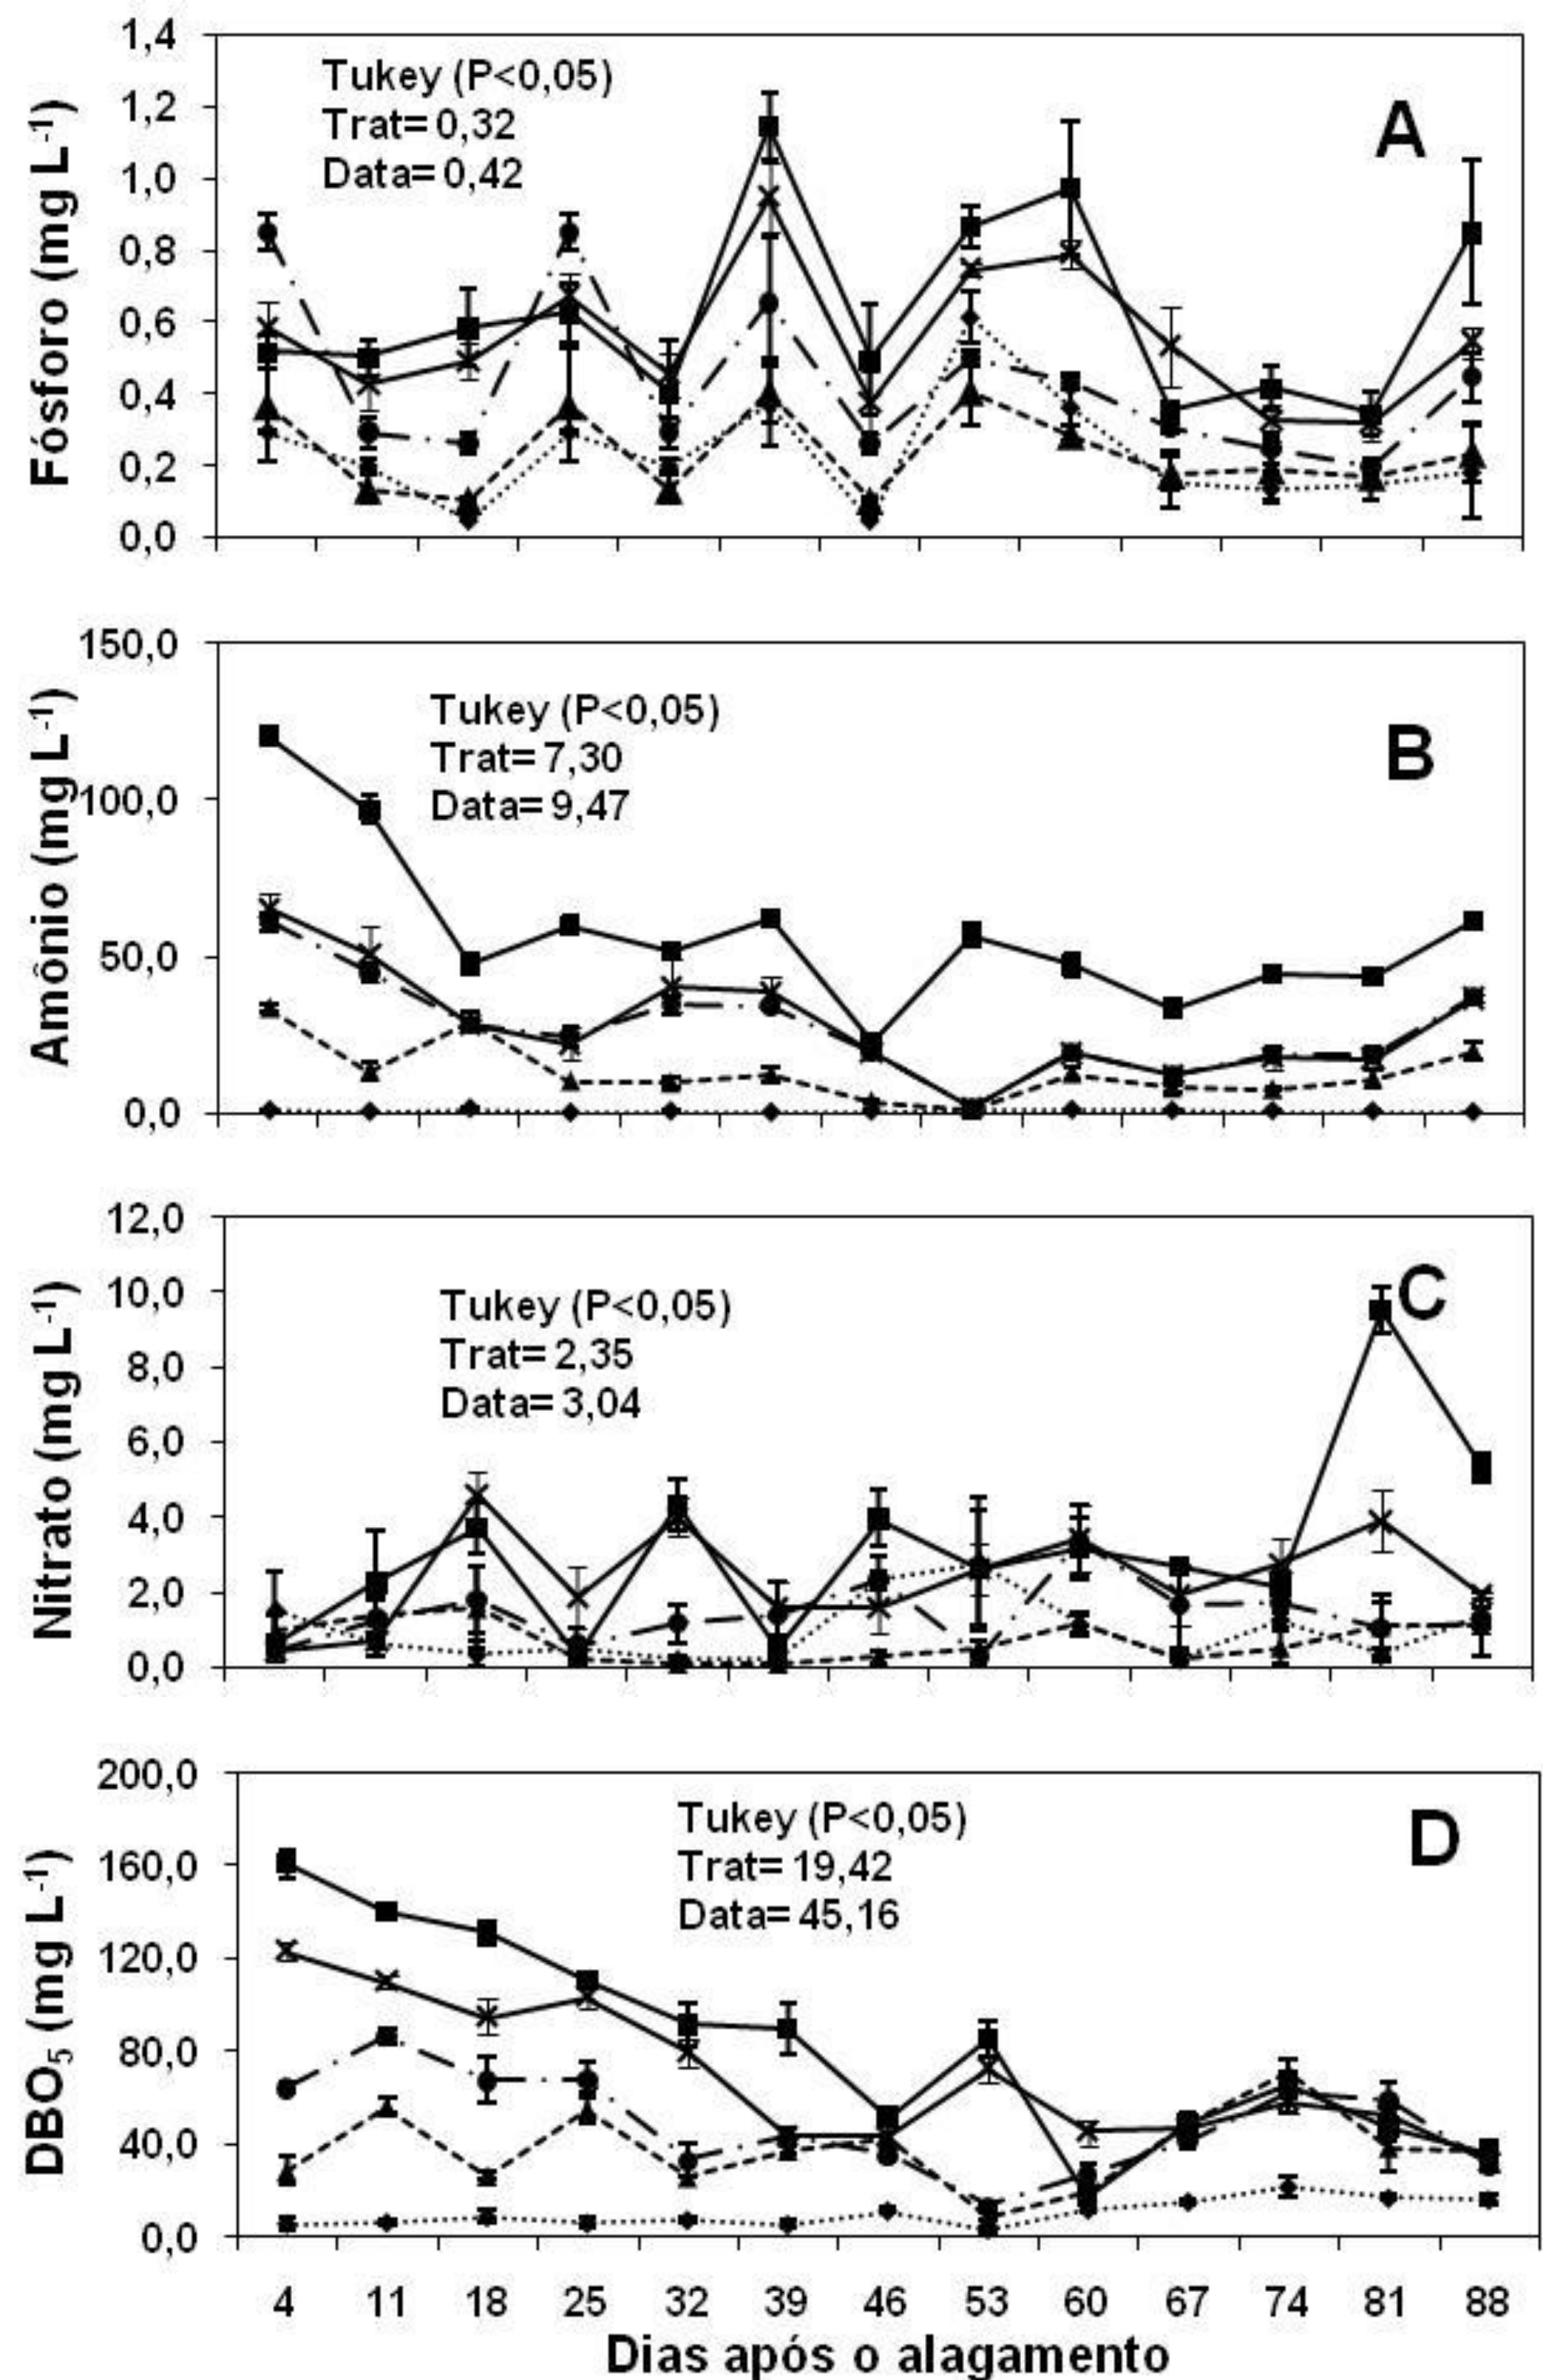 Fósforo (mg L-1)
1,4
1,2
1,0
0,8
0,6
0,4
0,2
0,0
Tukey (P<0,05)
Trat= 0,32
Data= 0,42
A
Amônio (mg L-1)
150,0
100,0
50,0
0,0
Tukey (P<0,05)
Trat= 7,30
Data= 9,47
B
Nitrato (mg L-1)
12,0
10,0
8,0
6,0
4,0
2,0
0,0
Tukey (P<0,05)
Trat= 2,35
Data= 3,04
C
DBO5 (mg L-1)
200,0
160,0
120,0
80,0
40,0
0,0
Tukey (P<0,05)
Trat= 19,42
Data= 45,16
D
4 11 18 25 32 39 46 53 60 67 74 81 88
Dias após o alagamento